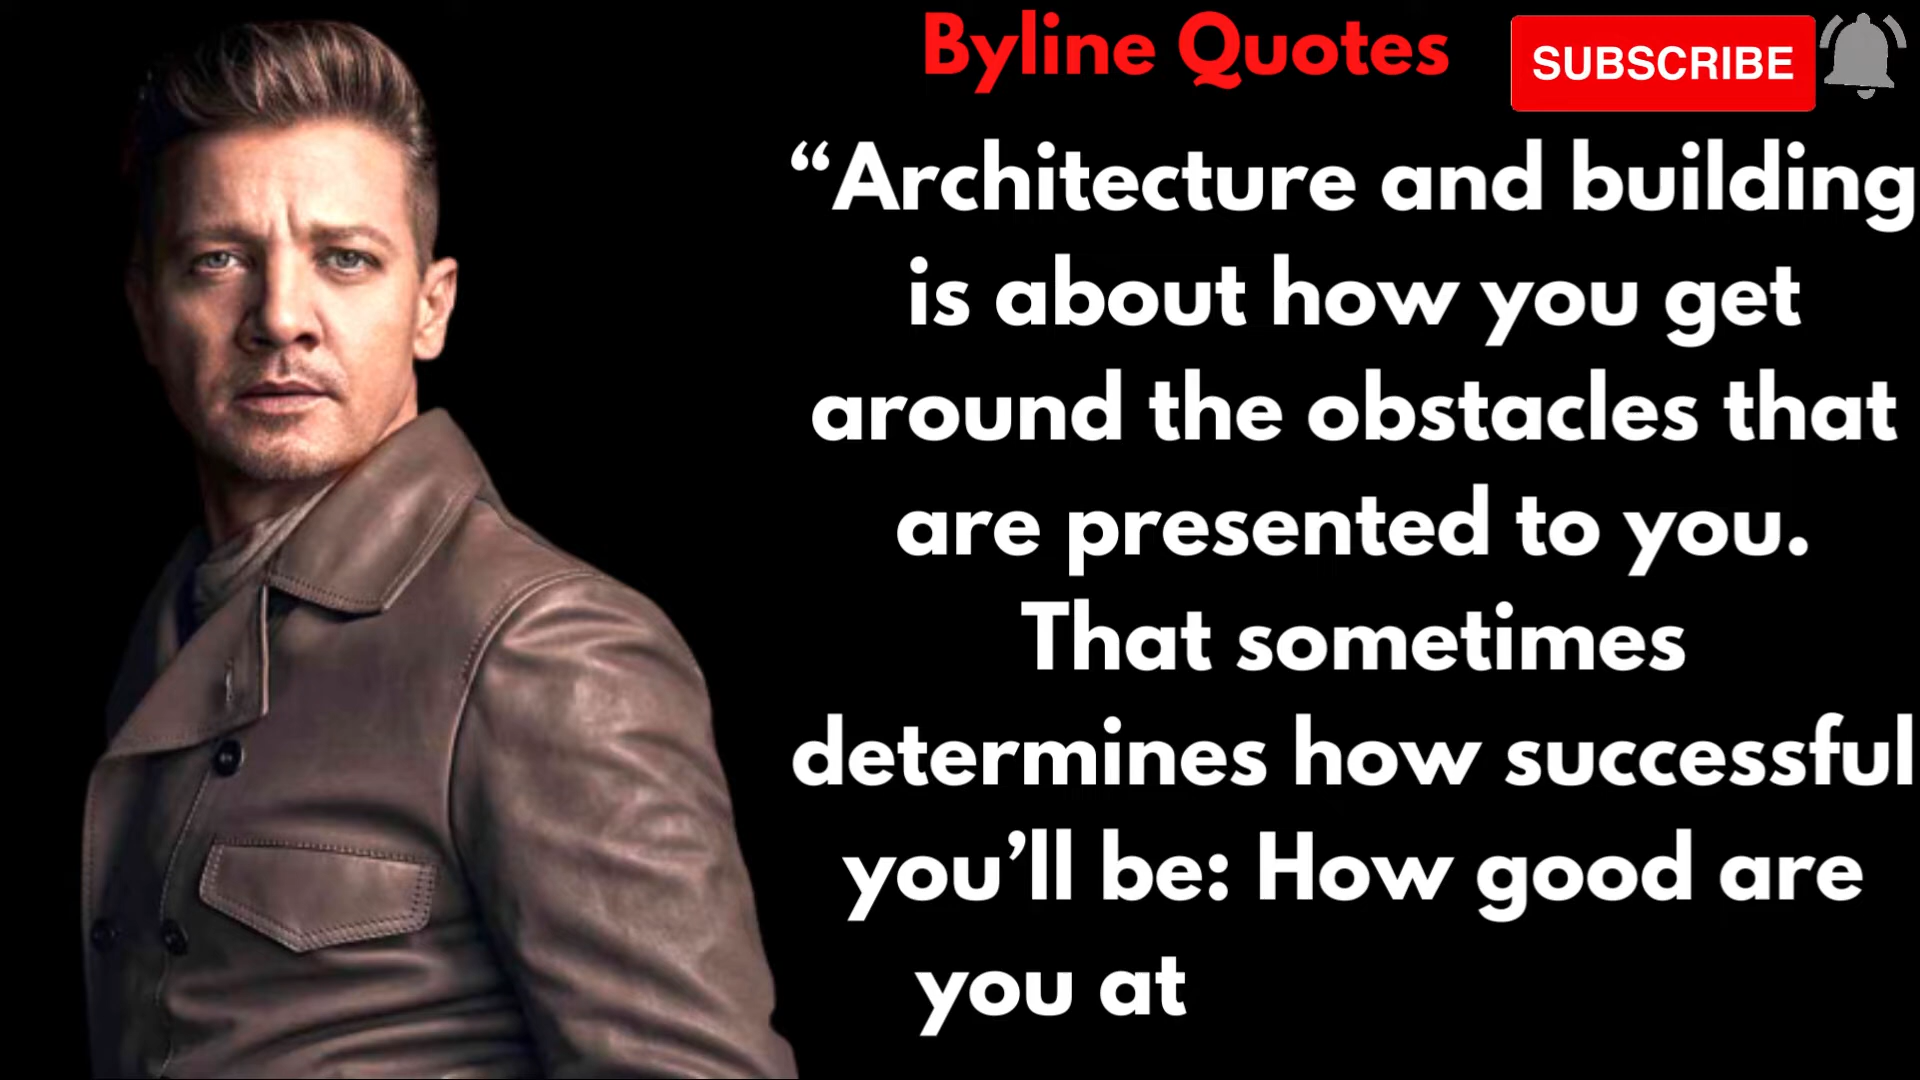 Byline Quotes
SUBSCRIBE
“Architecture and building
is about how you get
around the obstacles that
are presented to you.
That sometimes
determines how successful
you’ll be: How good are
you at